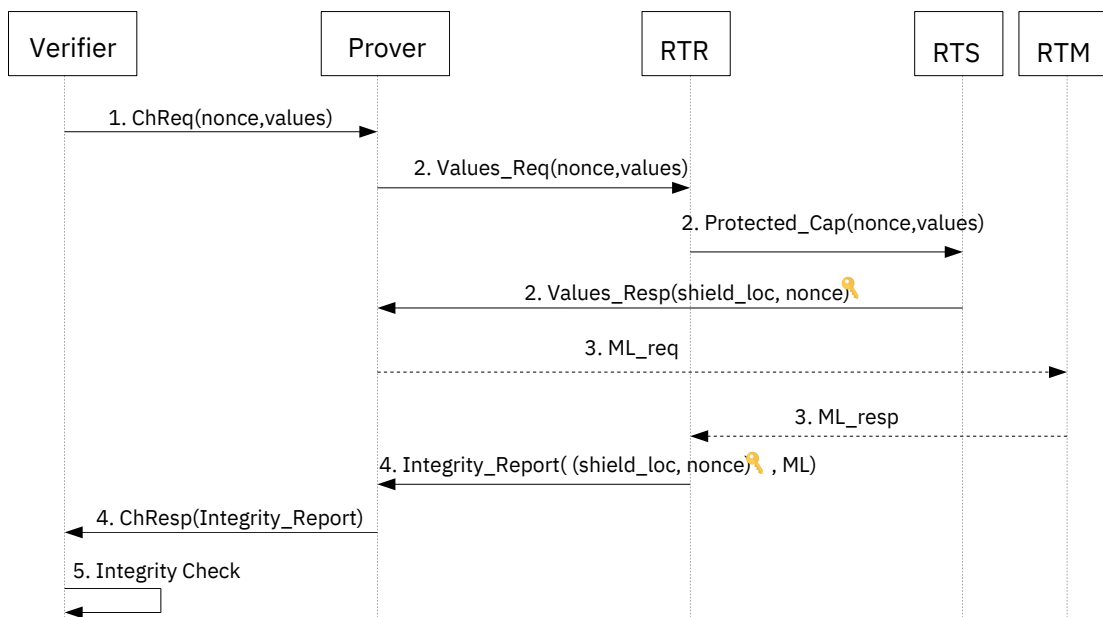 Verifier
Prover
RTR
RTS
RTM
1. ChReq(nonce,values)
2. Values_Req(nonce,values)
2. Protected_Cap(nonce,values)
2. Values_Resp(shield_loc, nonce)
3. ML_req
3. ML_resp
4. Integrity_Report( (shield_loc, nonce) , ML)
4. ChResp(Integrity_Report)
5. Integrity Check